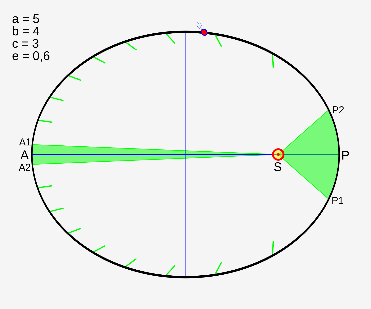 a = 5
b = 4
c = 3
e = 0,6
P2
A1
A
P
A2
S
P1